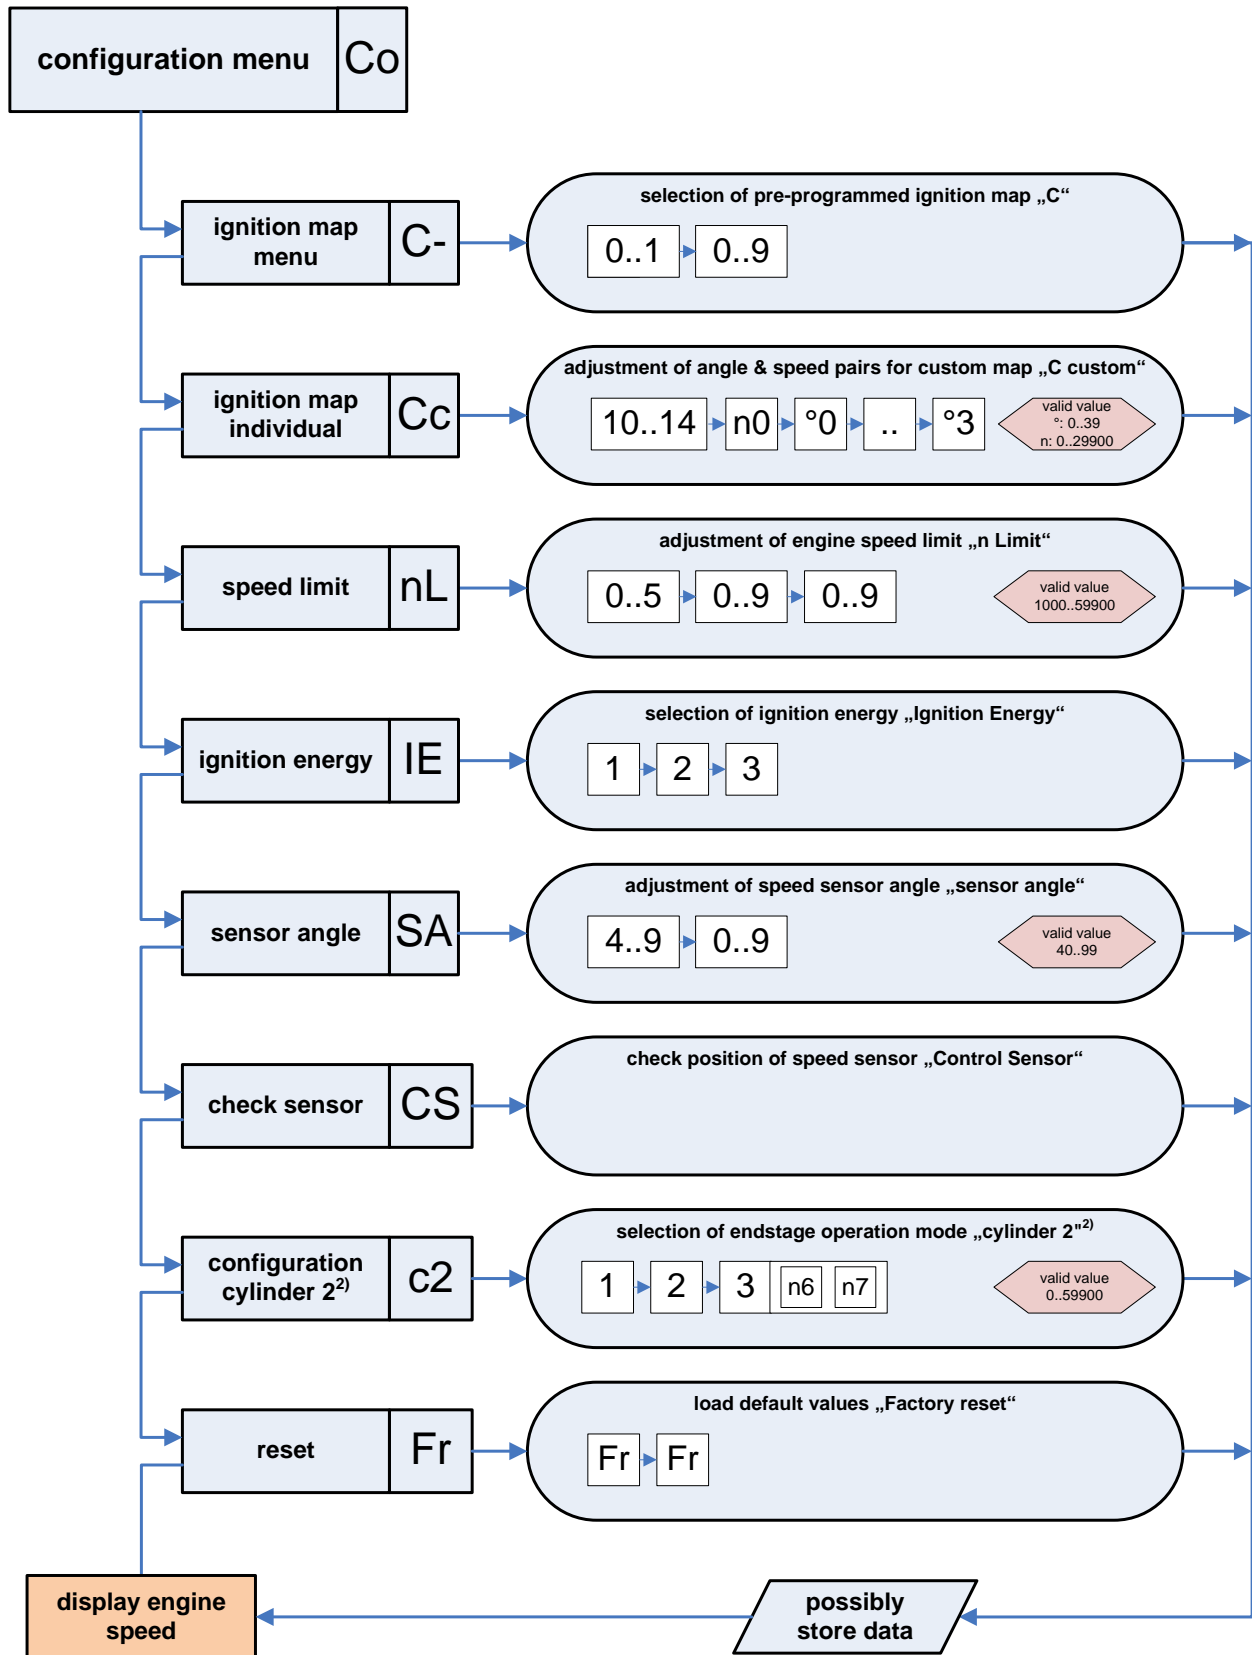 configuration menu Co
selection of pre-programmed ignition map „C“
ignition map
menu
C-
0..1 0..9
adjustment of angle & speed pairs for custom map „C custom“
ignition map
individual
Cc
10..14 n0 °0 .. °3
valid value
°: 0..39
n: 0..29900
adjustment of engine speed limit „n Limit“
speed limit nL
0..5 0..9 0..9
valid value
1000..59900
selection of ignition energy „Ignition Energy“
ignition energy IE
1 2 3
adjustment of speed sensor angle „sensor angle“
sensor angle SA
4..9 0..9
valid value
40..99
check position of speed sensor „Control Sensor“
check sensor CS
selection of endstage operation mode „cylinder 2"²⁾
configuration
cylinder 2²⁾
c2
1 2 3 n6 n7
valid value
0..59900
load default values „Factory reset“
reset Fr
Fr Fr
display engine
speed
possibly
store data